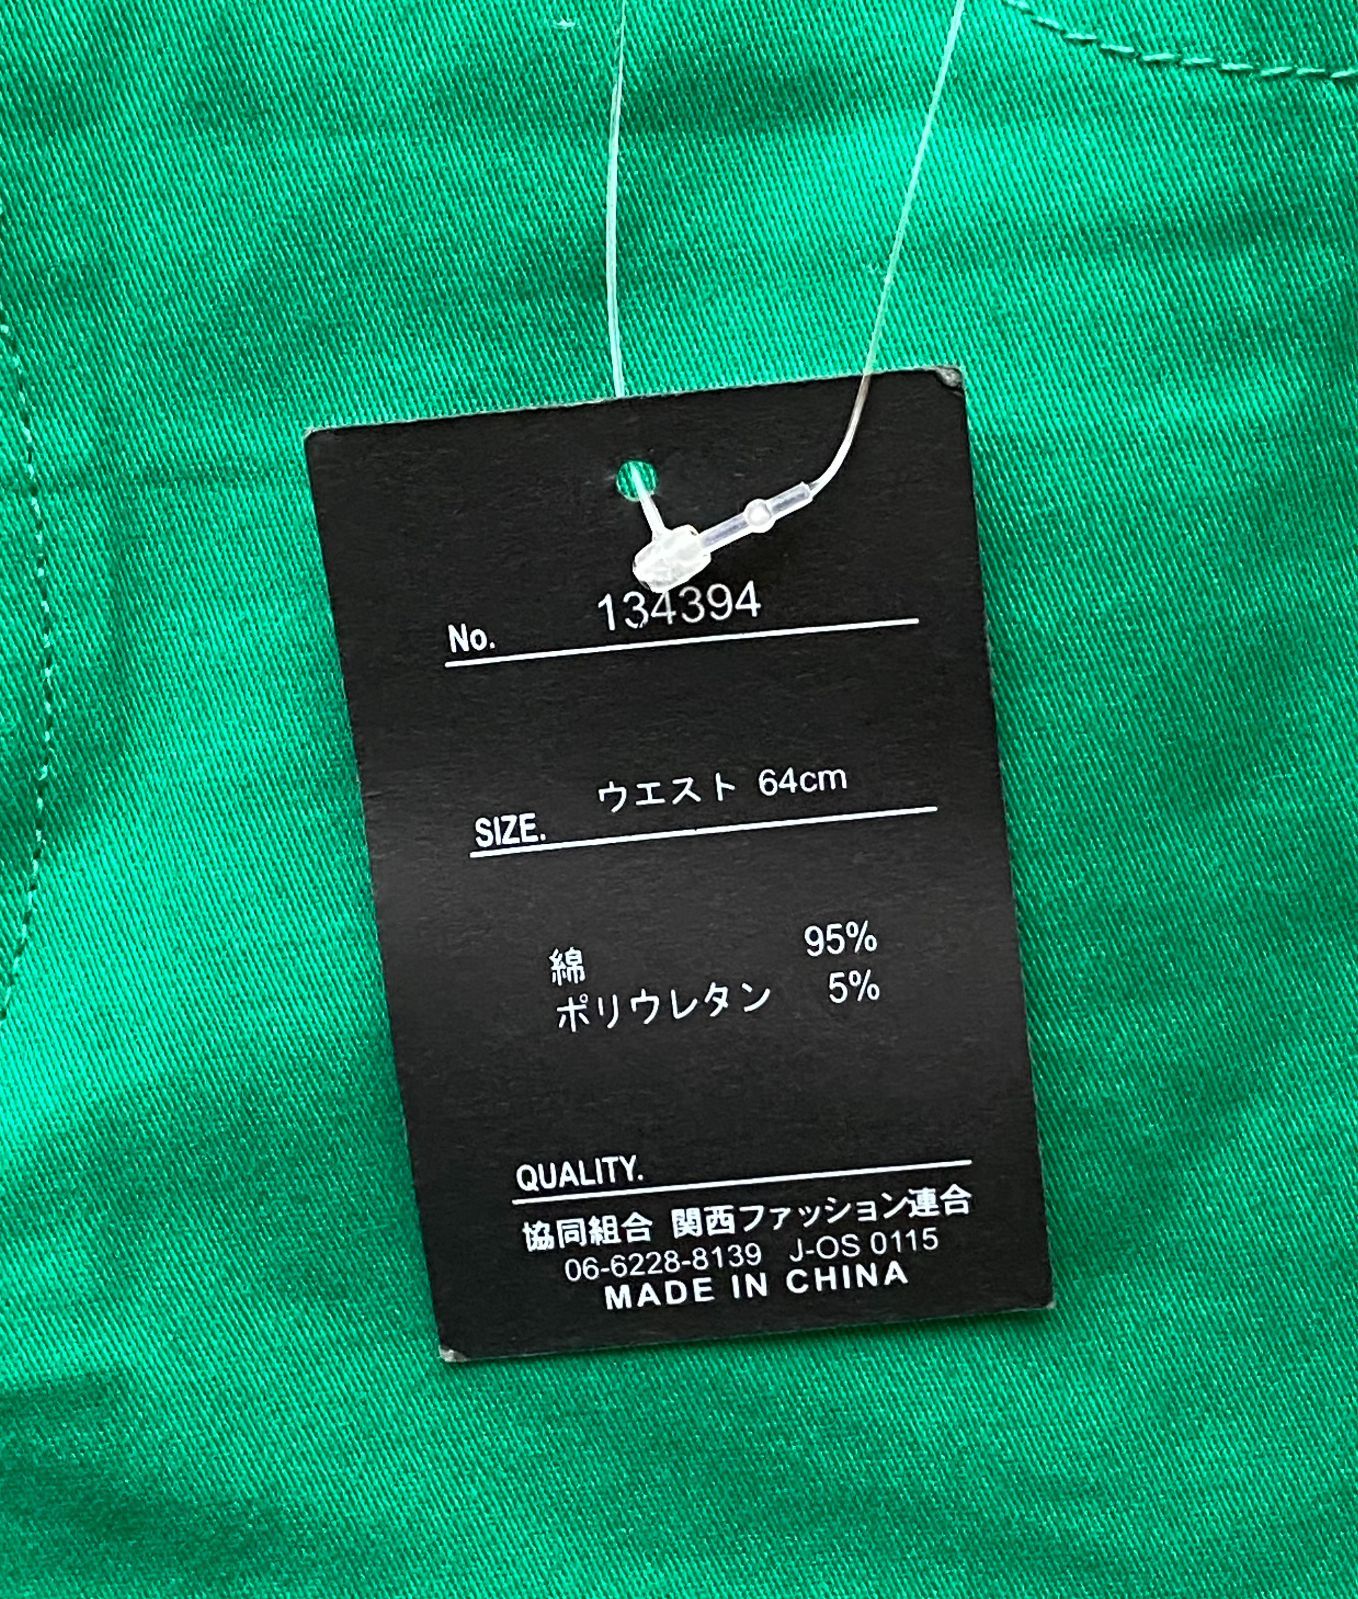 134394
No.
ウエスト 64cm
SIZE.
綿 95%
ポリウレタン 5%
QUALITY.
協同組合 関西ファッション連合
06-6228-8139 J-OS 0115
MADE IN CHINA